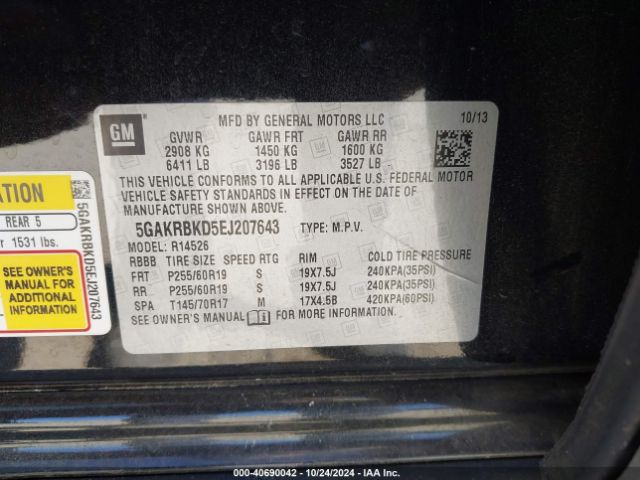 GM
MFD BY GENERAL MOTORS LLC
10/13
GVWR GAWR FRT GAWR RR
2908 KG 1450 KG 1600 KG
6411 LB 3196 LB 3527 LB
THIS VEHICLE CONFORMS TO ALL APPLICABLE U.S. FEDERAL MOTOR
VEHICLE SAFETY STANDARDS IN EFFECT ON THE DATE OF
MANUFACTURE SHOWN ABOVE.
5GAKRBKD5EJ207643 TYPE: M.P.V.
MODEL: R14526
RBBB TIRE SIZE SPEED RTG RIM COLD TIRE PRESSURE
FRT P255/60R19 S 19X7.5J 240KPA(35PSI)
RR P255/60R19 S 19X7.5J 240KPA(35PSI)
SPA T145/70R17 M 17X4.5B 420KPA(60PSI)
SEE OWNER'S MANUAL FOR MORE INFORMATION.
ATION
REAR 5
r 1531 lbs.
SEE OWNER'S
MANUAL FOR
ADDITIONAL
INFORMATION
5GAKRBKD5EJ207643
000-40690042 - 10/24/2024 - IAA Inc.